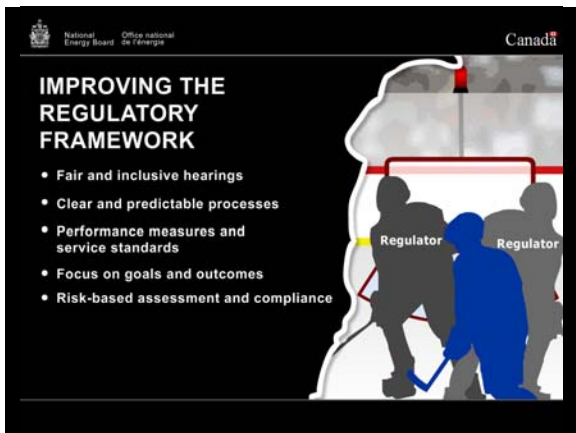 National
Energy Board
Office national
de l'énergie
Canada
IMPROVING THE
REGULATORY
FRAMEWORK
• Fair and inclusive hearings
• Clear and predictable processes
• Performance measures and
service standards
• Focus on goals and outcomes
• Risk-based assessment and compliance
Regulator
Regulator